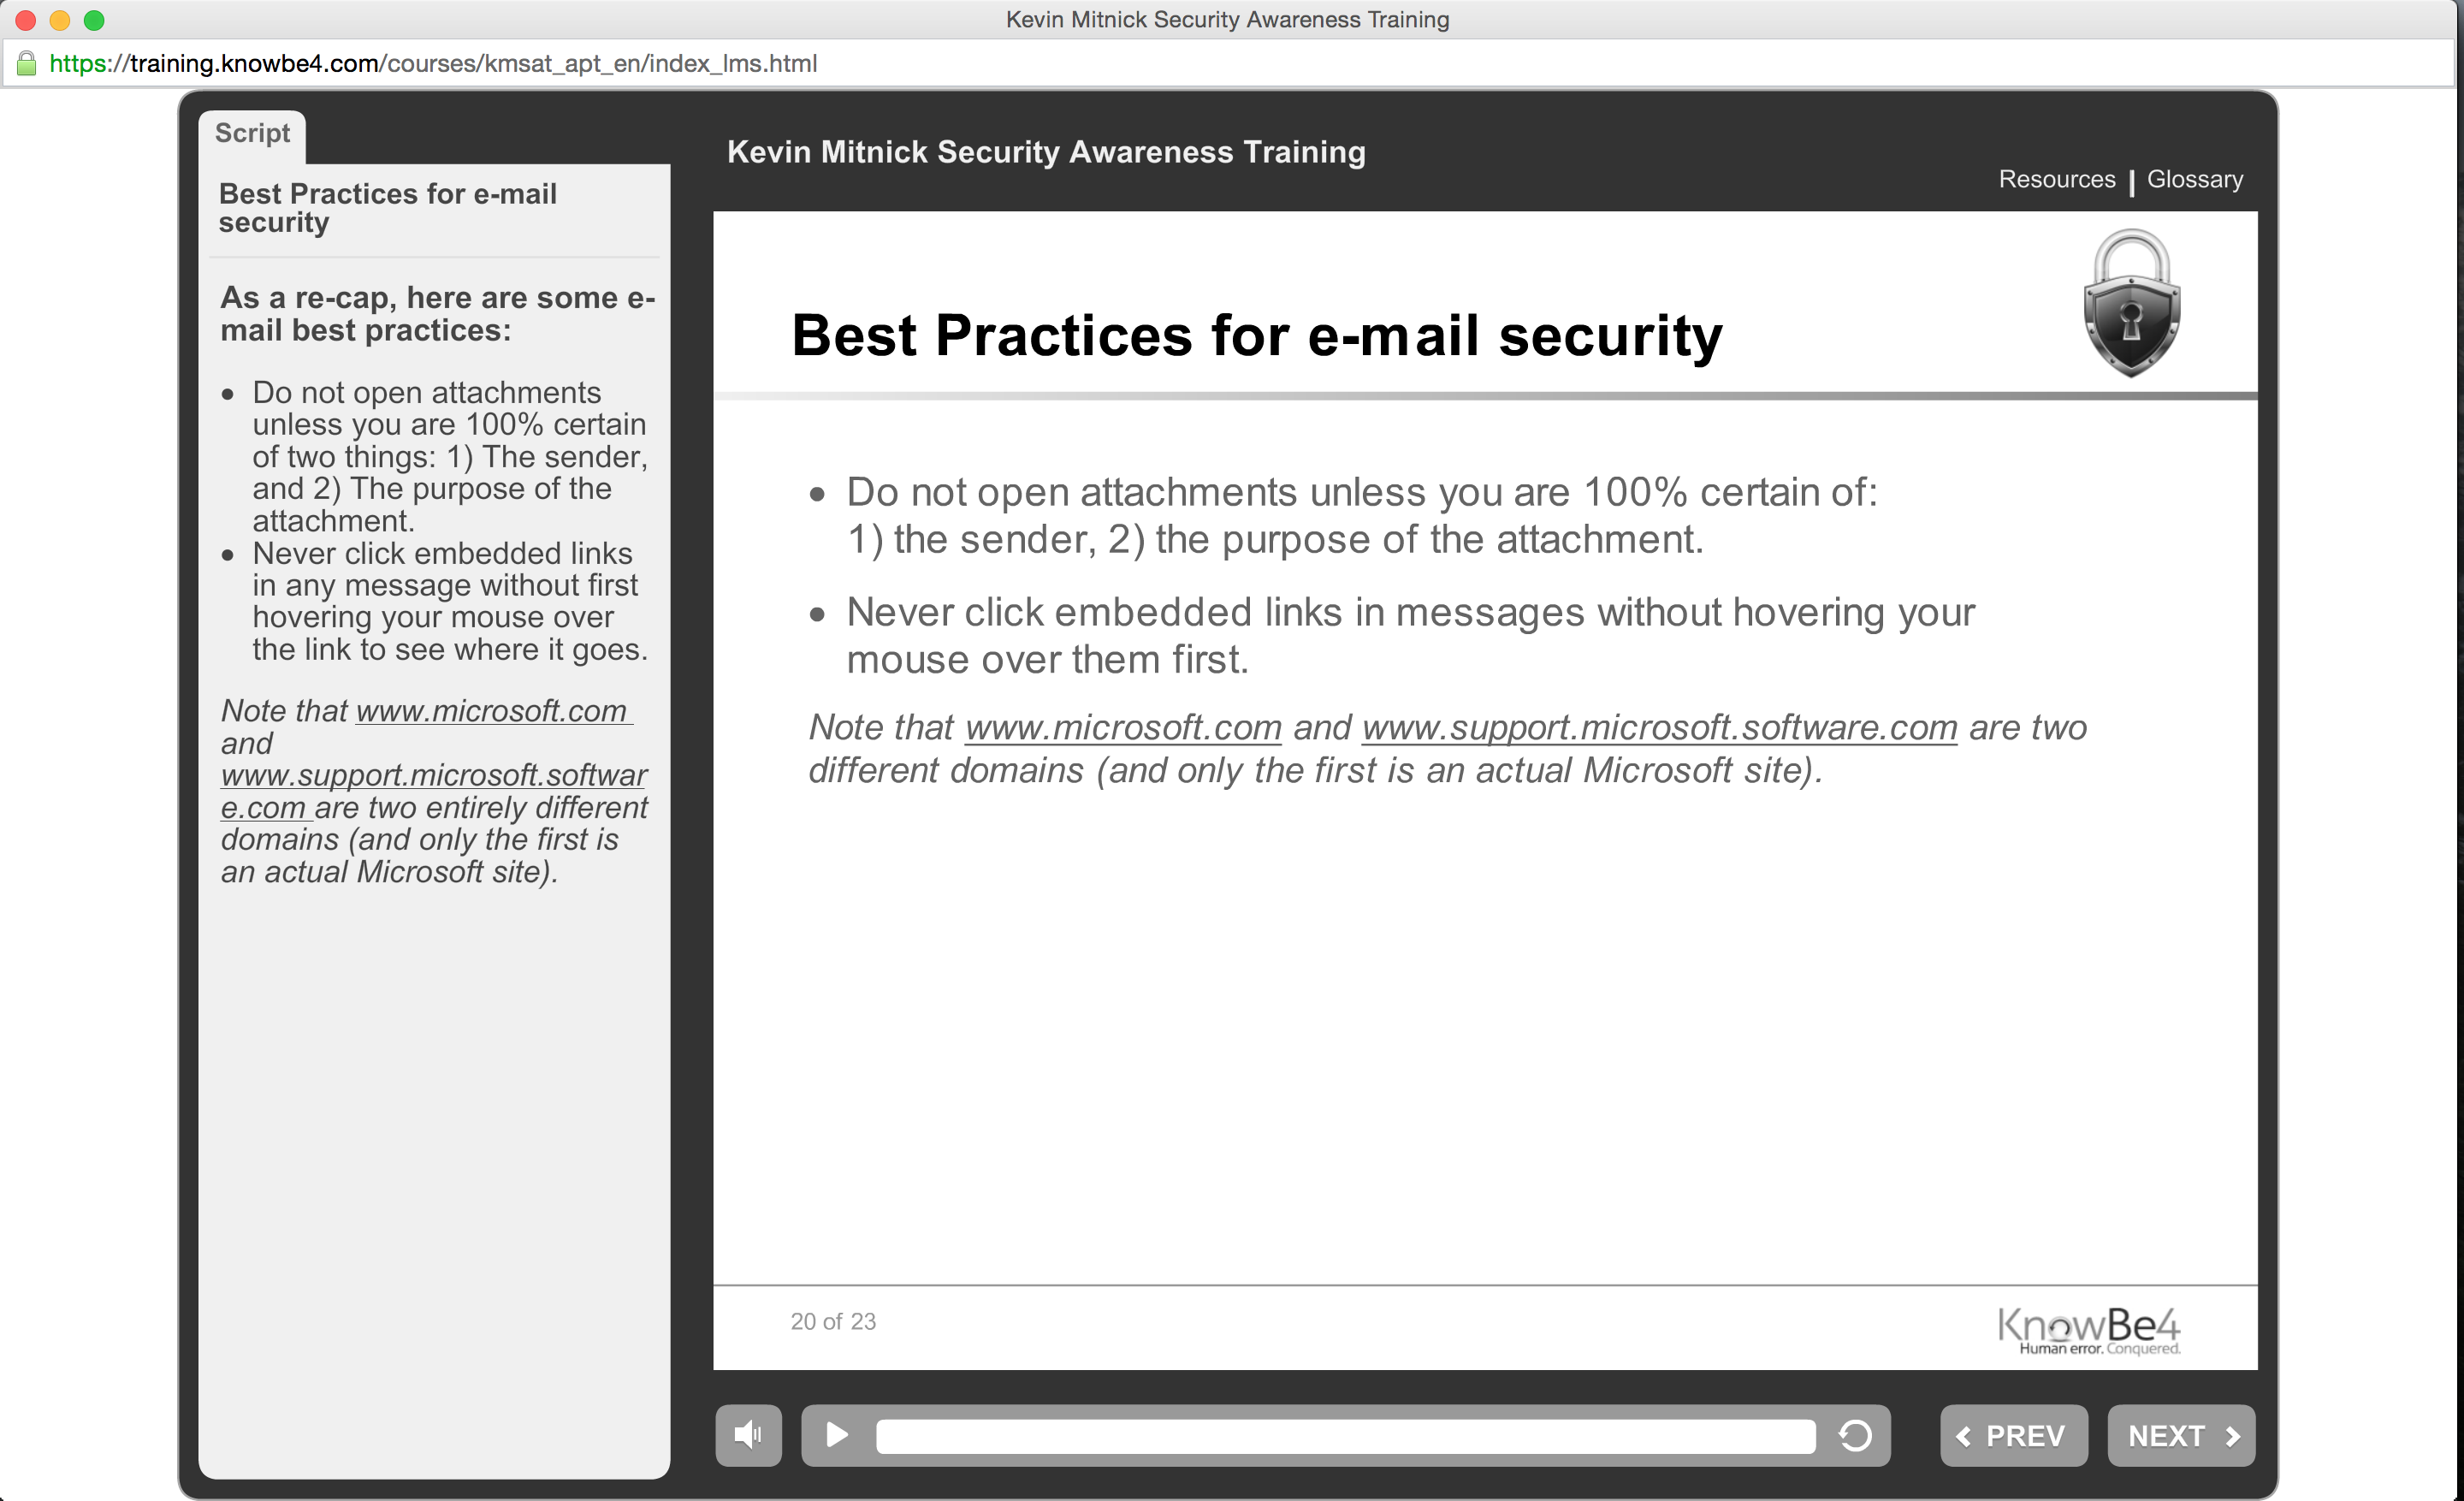 Kevin Mitnick Security Awareness Training
https://training.knowbe4.com/courses/kmsat_apt_en/index_lms.html
Script
Best Practices for e-mail
security
As a re-cap, here are some e-
mail best practices:
• Do not open attachments
unless you are 100% certain
of two things: 1) The sender,
and 2) The purpose of the
attachment.
• Never click embedded links
in any message without first
hovering your mouse over
the link to see where it goes.
Note that www.microsoft.com
and
www.support.microsoft.softwar
e.com are two entirely different
domains (and only the first is
an actual Microsoft site).
Kevin Mitnick Security Awareness Training
Resources | Glossary
Best Practices for e-mail security
• Do not open attachments unless you are 100% certain of:
1) the sender, 2) the purpose of the attachment.
• Never click embedded links in messages without hovering your
mouse over them first.
Note that www.microsoft.com and www.support.microsoft.software.com are two
different domains (and only the first is an actual Microsoft site).
20 of 23
KnowBe4
Human error. Conquered.
PREV
NEXT